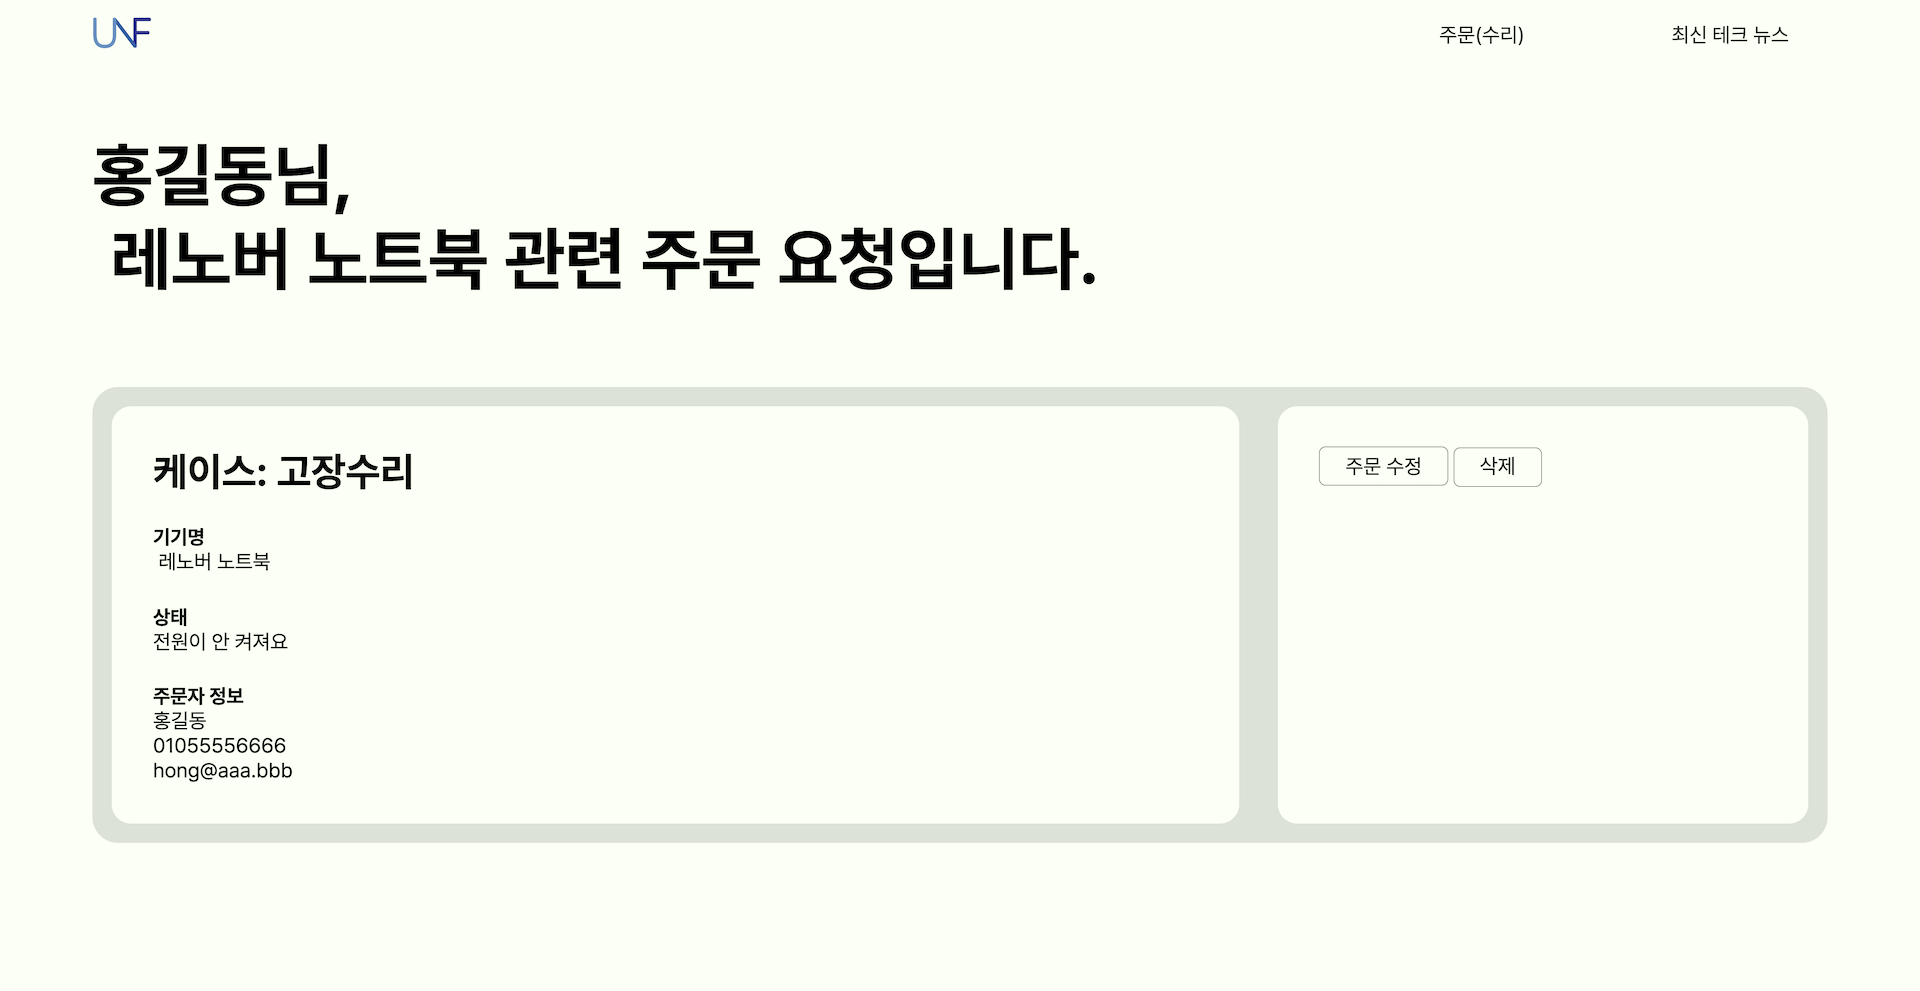 UNF
주문(수리)
최신 테크 뉴스
홍길동님,
레노버 노트북 관련 주문 요청입니다.
케이스: 고장수리
기기명
레노버 노트북
상태
전원이 안 켜져요
주문자 정보
홍길동
01055556666
hong@aaa.bbb
주문 수정
삭제